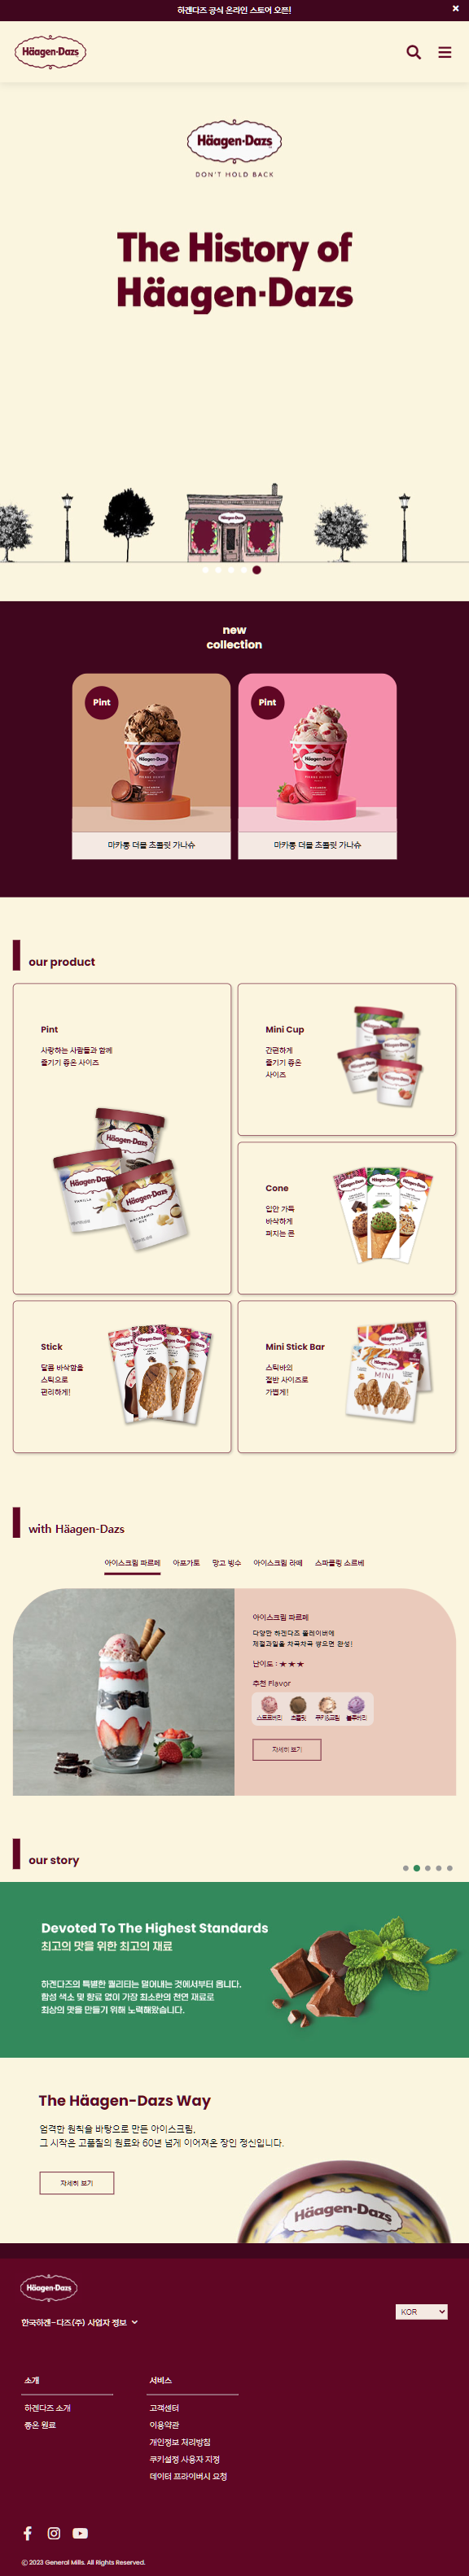 하겐다즈 공식 온라인 스토어 오픈!
×
Häagen-Dazs
Häagen-Dazs
DON'T HOLD BACK
The History of
Häagen·Dazs
new
collection
Pint
Häagen-Dazs
Pint
Häagen-Dazs
마카롱 더블 초콜릿 가나슈
마카롱 더블 초콜릿 가나슈
our product
Pint
사랑하는 사람들과 함께
즐기기 좋은 사이즈
Häagen-Dazs
Häagen-Dazs
Häagen-Dazs
VANILLA
MACADAMIA
NUT
Mini Cup
간편하게
즐기기 좋은
사이즈
Cone
입안 가득
바삭하게
퍼지는 콘
Stick
달콤 바삭함을
스틱으로
편리하게!
Mini Stick Bar
스틱바의
절반 사이즈로
가볍게!
Häagen-Dazs
MINI
with Häagen-Dazs
아이스크림 파르페
아포가토
망고 빙수
아이스크림 라떼
스파클링 소르베
아이스크림 파르페
다양한 하겐다즈 플레이버에
제철과일을 차곡차곡 쌓으면 완성!
난이도 : ★ ★ ★
추천 Flavor
스트로베리
초콜릿
쿠키&크림
블루베리
자세히 보기
our story
Devoted To The Highest Standards
최고의 맛을 위한 최고의 재료
하겐다즈의 특별한 퀄리티는 덜어내는 것에서부터 옵니다.
합성 색소 및 향료 없이 가장 최소한의 천연 재료로
최상의 맛을 만들기 위해 노력해왔습니다.
The Häagen-Dazs Way
엄격한 원칙을 바탕으로 만든 아이스크림,
그 시작은 고품질의 원료와 60년 넘게 이어져온 장인 정신입니다.
자세히 보기
Häagen-Dazs
Häagen-Dazs
한국하겐-다즈(주) 사업자 정보
KOR
소개
하겐다즈 소개
좋은 원료
서비스
고객센터
이용약관
개인정보 처리방침
쿠키설정 사용자 지정
데이터 프라이버시 요청
© 2023 General Mills. All Rights Reserved.